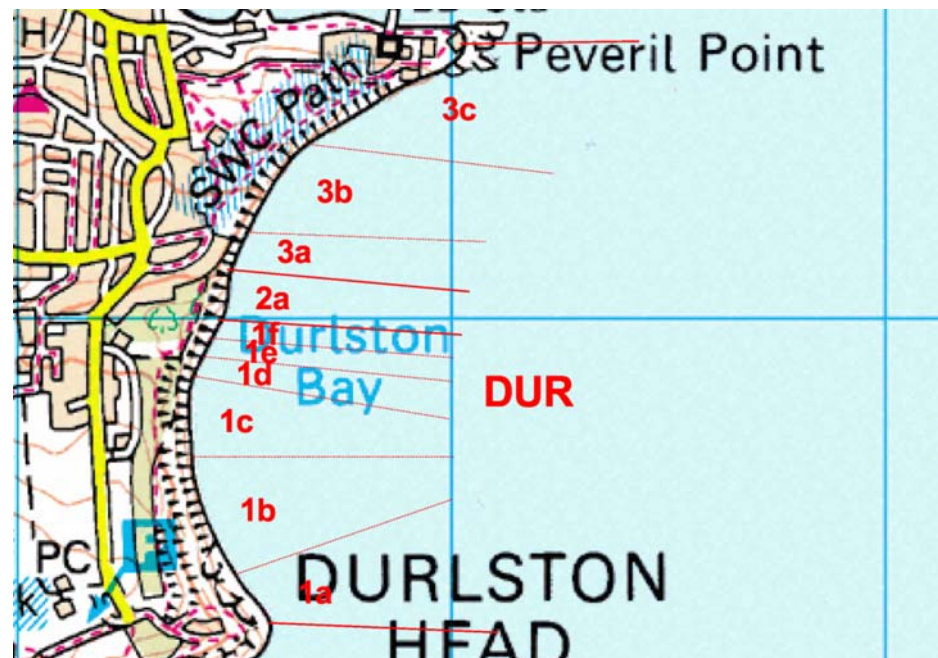 H
Peveril Point
SWC Path
3c
3b
3a
2a
1f
Durlston
1e
1d
Bay
DUR
1c
1b
PC
P
DURLSTON
1a
HEAD